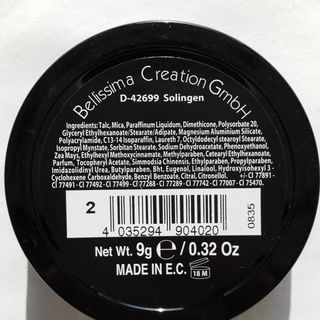 Bellissima Creation GmbH
D-42699 Solingen
Ingredients: Talc, Mica, Paraffinum Liquidum, Dimethicone, Polysorbate 20,
Glyceryl Ethylhexanoate/Stearate/Adipate, Magnesium Aluminium Silicate,
Polyacrylamide, C13-14 Isoparaffin, Laureth 7, Octyldodecyl stearoyl Stearate,
Isopropyl Myristate, Sorbitan Stearate, Sodium Dehydroacetate, Phenoxyethanol,
Zea Mays, Ethylhexyl Methoxycinnamate, Methylparaben, Cetearyl Ethylhexanoate,
Parfum, Tocopheryl Acetate, Simmodsia Chinensis, Ethylparaben, Propylparaben,
Imidazolidinyl Urea, Butylparaben, Bht, Eugenol, Linalool, Hydroxyisohexyl 3-
Cyclohexene Carboxaldehyde, Benzyl Benzoate, Citral, Citronellol. +/- CI 77891-
CI 77491 - CI 77492 - CI 77499 - CI 77288 - CI 77289 - CI 77742 - CI 77007 - CI 75470.
2
4 035294 904020
0835
Net Wt. 9g e / 0.32 Oz
MADE IN E.C. 18 M